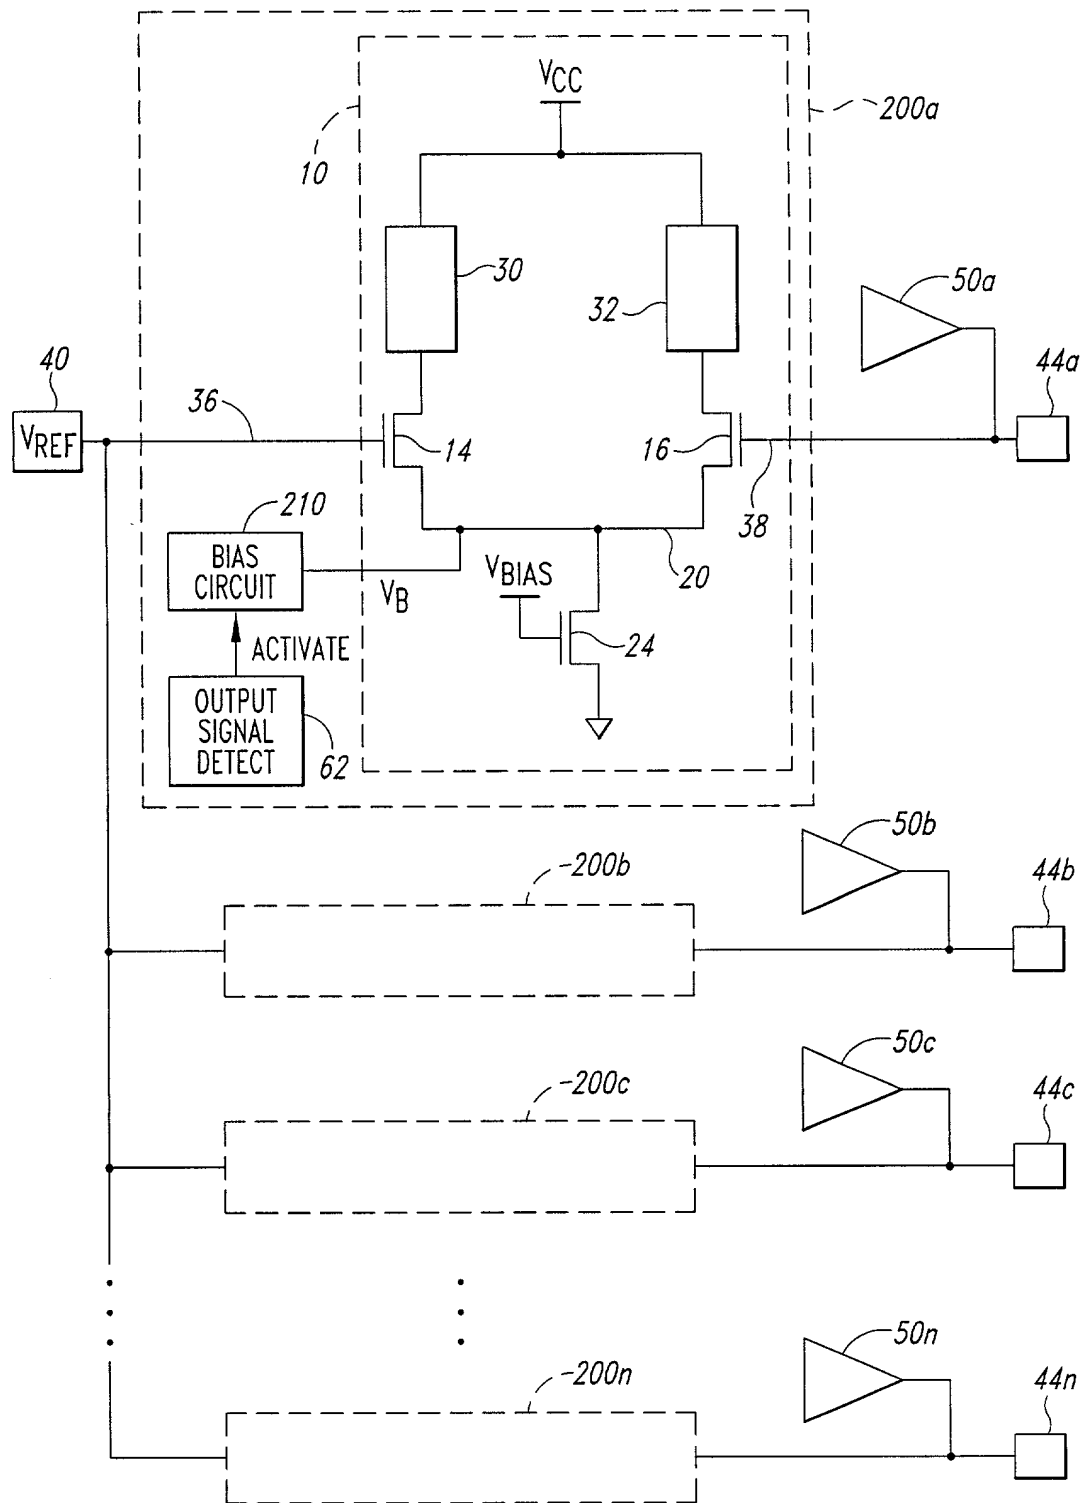 VCC
200a
10
30
32
50a
40
44a
36
VREF
14
16
38
210
BIAS
CIRCUIT
VB
VBIAS
20
24
ACTIVATE
OUTPUT
SIGNAL
DETECT
62
50b
200b
44b
50c
200c
44c
50n
200n
44n